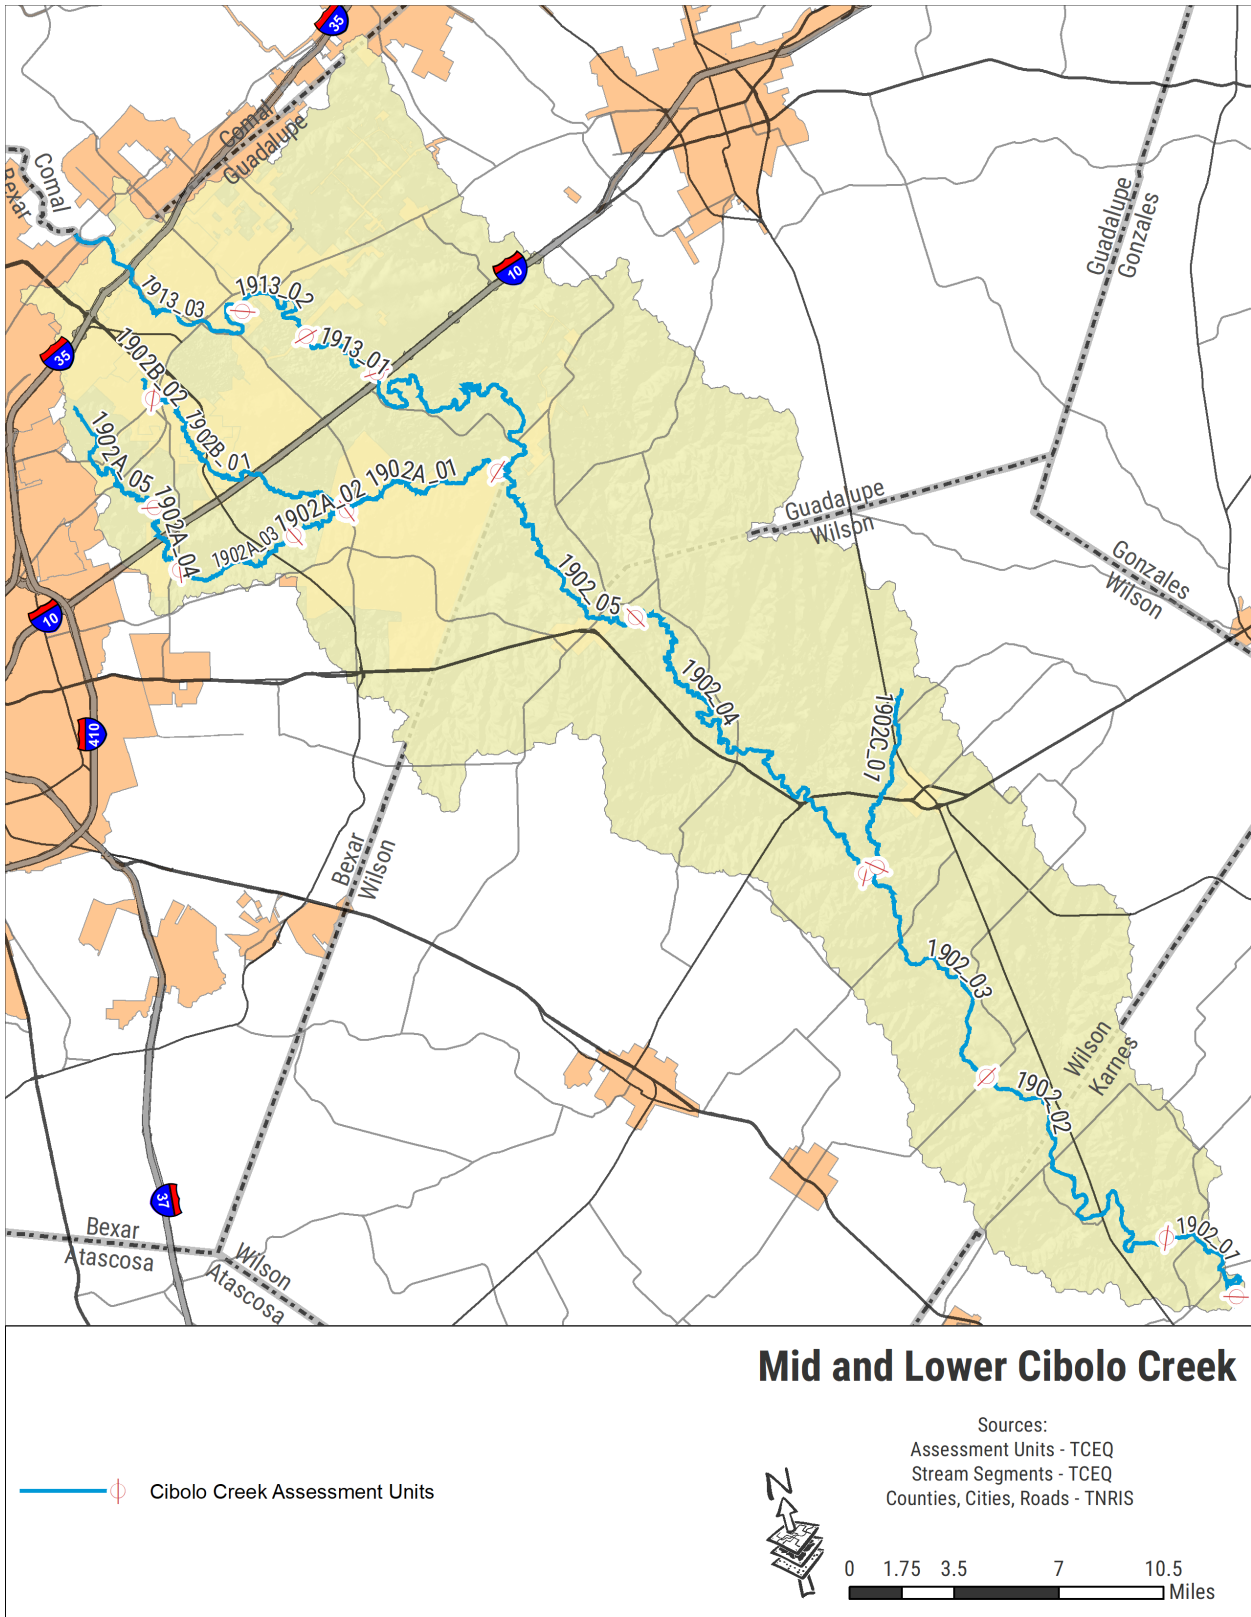 35
Comal
Guadalupe
Comal
Bexar
Guadalupe
Gonzales
10
1913_03
1913_02
1913_01
35
1902B_02
1902B_01
1902A_05
1902A_04
1902A_03
1902A_02
1902A_01
Guadalupe
Wilson
Gonzales
Wilson
10
1902_05
1902_04
1902C_01
410
Bexar
Wilson
1902_03
Wilson
Karnes
1902_02
37
Bexar
Atascosa
Wilson
Atascosa
1902_01
Mid and Lower Cibolo Creek
Sources:
Assessment Units - TCEQ
Stream Segments - TCEQ
Counties, Cities, Roads - TNRIS
Cibolo Creek Assessment Units
N
0 1.75 3.5 7 10.5
Miles